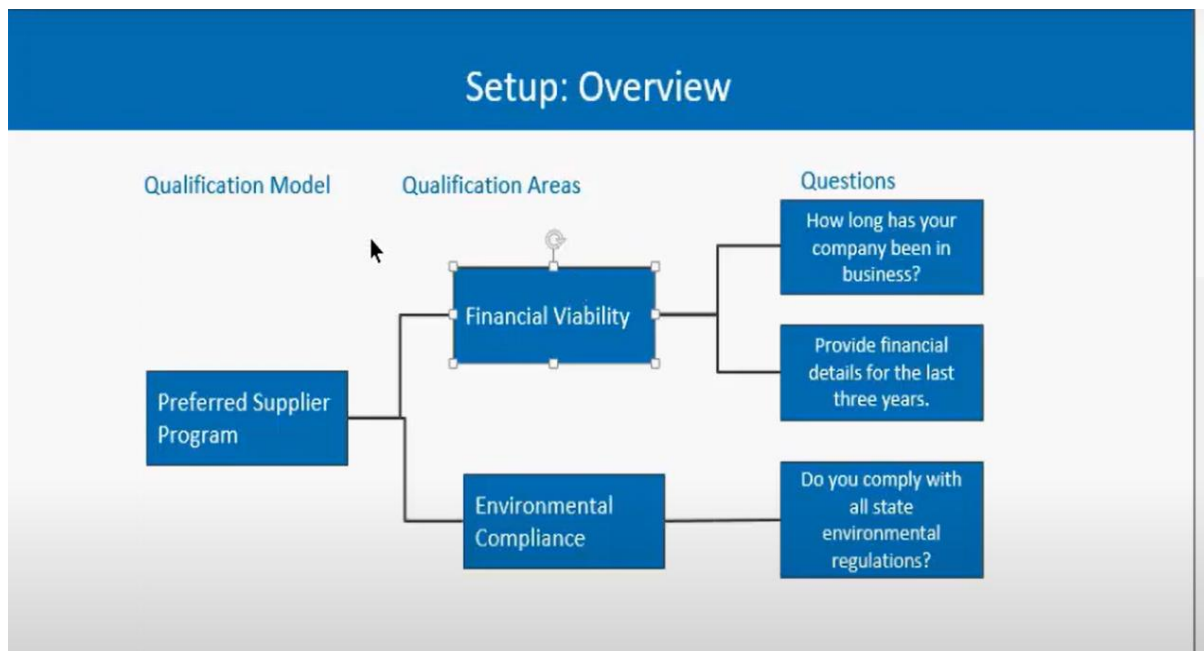 Setup: Overview
Qualification Model
Qualification Areas
Questions
How long has your
company been in
business?
Financial Viability
Provide financial
details for the last
three years.
Preferred Supplier
Program
Environmental
Compliance
Do you comply with
all state
environmental
regulations?